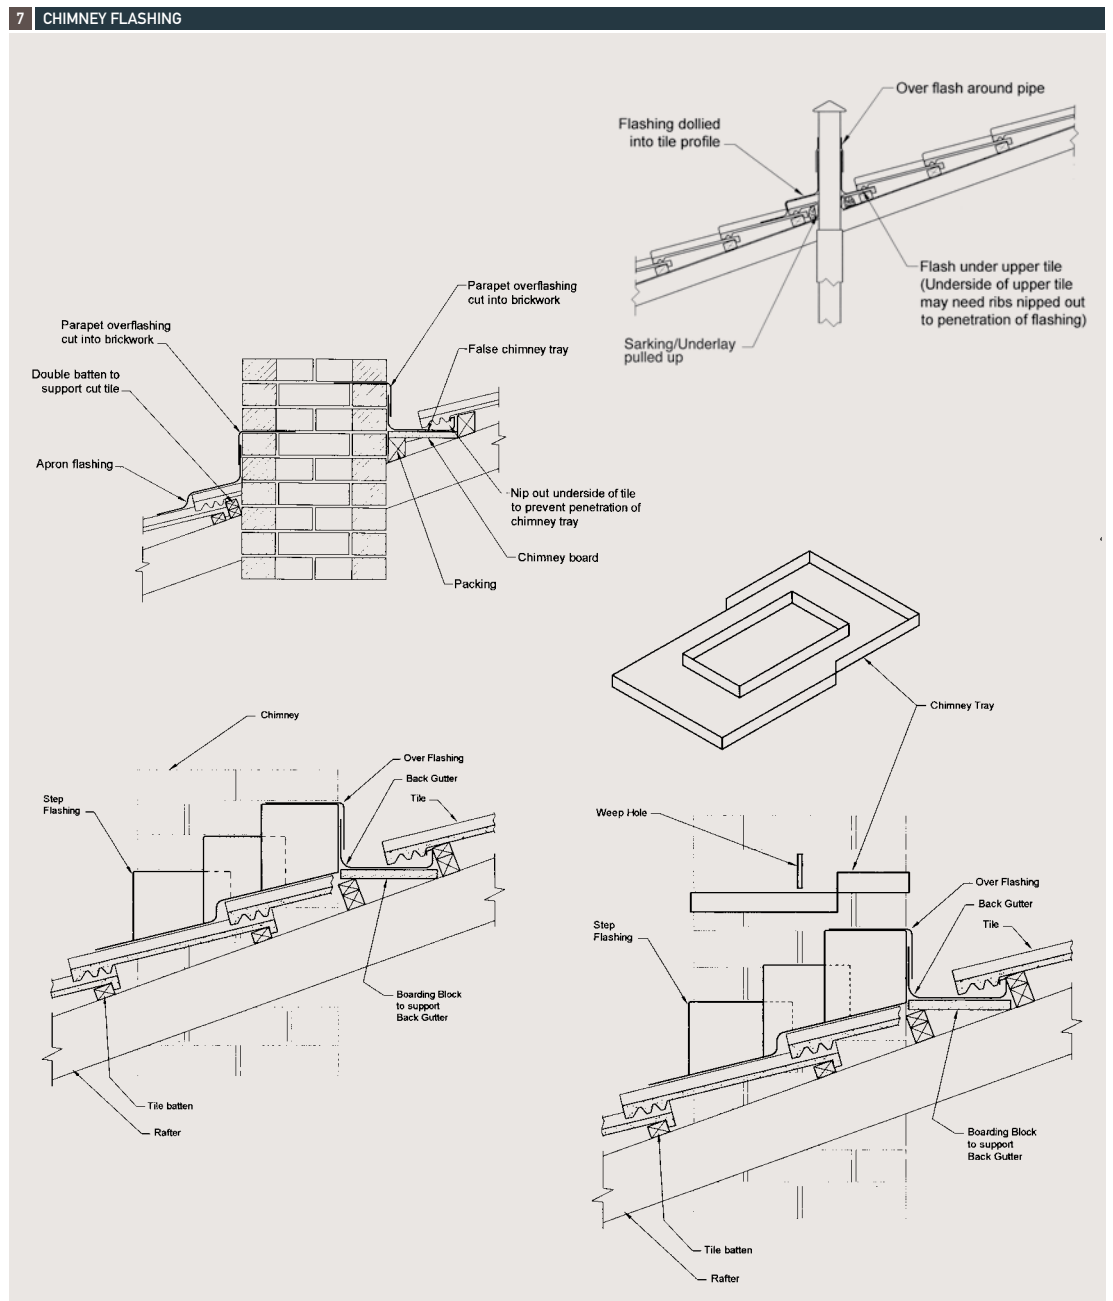 7 CHIMNEY FLASHING
Over flash around pipe
Flashing dollied
into tile profile
Flash under upper tile
(Underside of upper tile
may need ribs nipped out
to penetration of flashing)
Sarking/Underlay
pulled up
Parapet overflashing
cut into brickwork
Parapet overflashing
cut into brickwork
False chimney tray
Double batten to
support cut tile
Apron flashing
Nip out underside of tile
to prevent penetration of
chimney tray
Chimney board
Packing
Chimney Tray
Chimney
Over Flashing
Back Gutter
Tile
Step
Flashing
Boarding Block
to support
Back Gutter
Tile batten
Rafter
Weep Hole
Over Flashing
Back Gutter
Tile
Step
Flashing
Boarding Block
to support
Back Gutter
Tile batten
Rafter